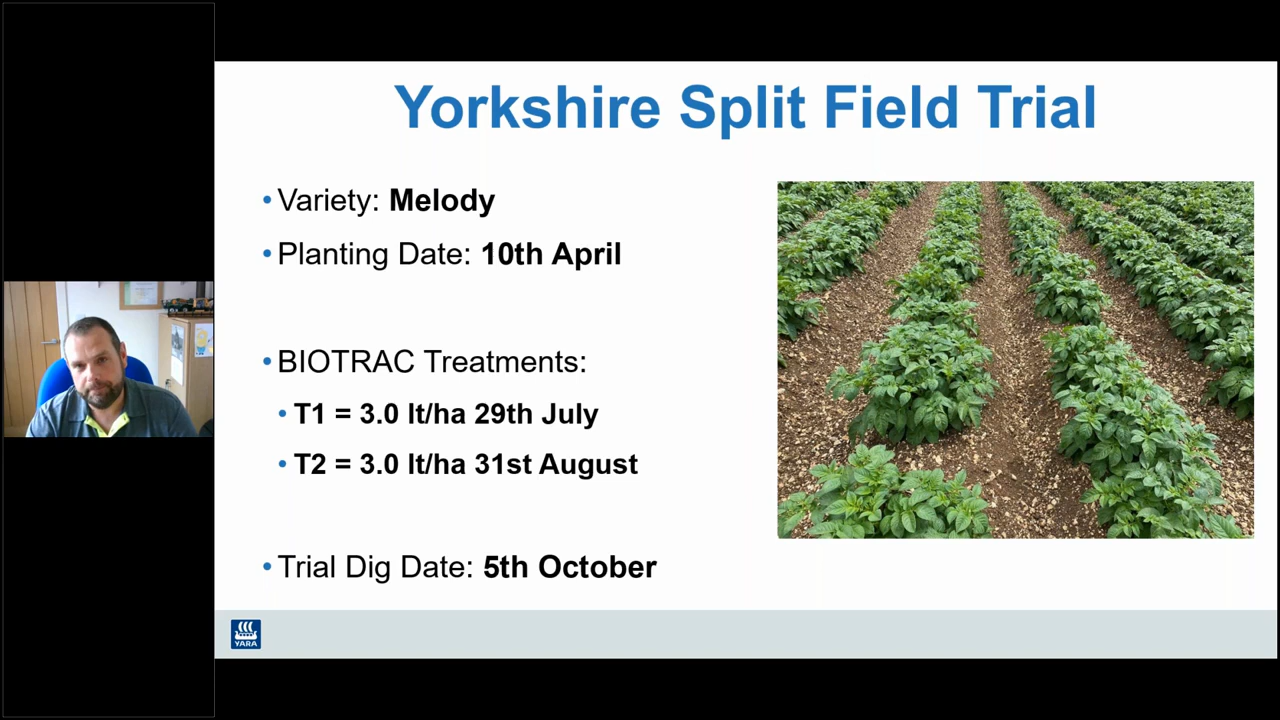 Yorkshire Split Field Trial
• Variety: Melody
• Planting Date: 10th April
• BIOTRAC Treatments:
• T1 = 3.0 lt/ha 29th July
• T2 = 3.0 lt/ha 31st August
• Trial Dig Date: 5th October
YARA